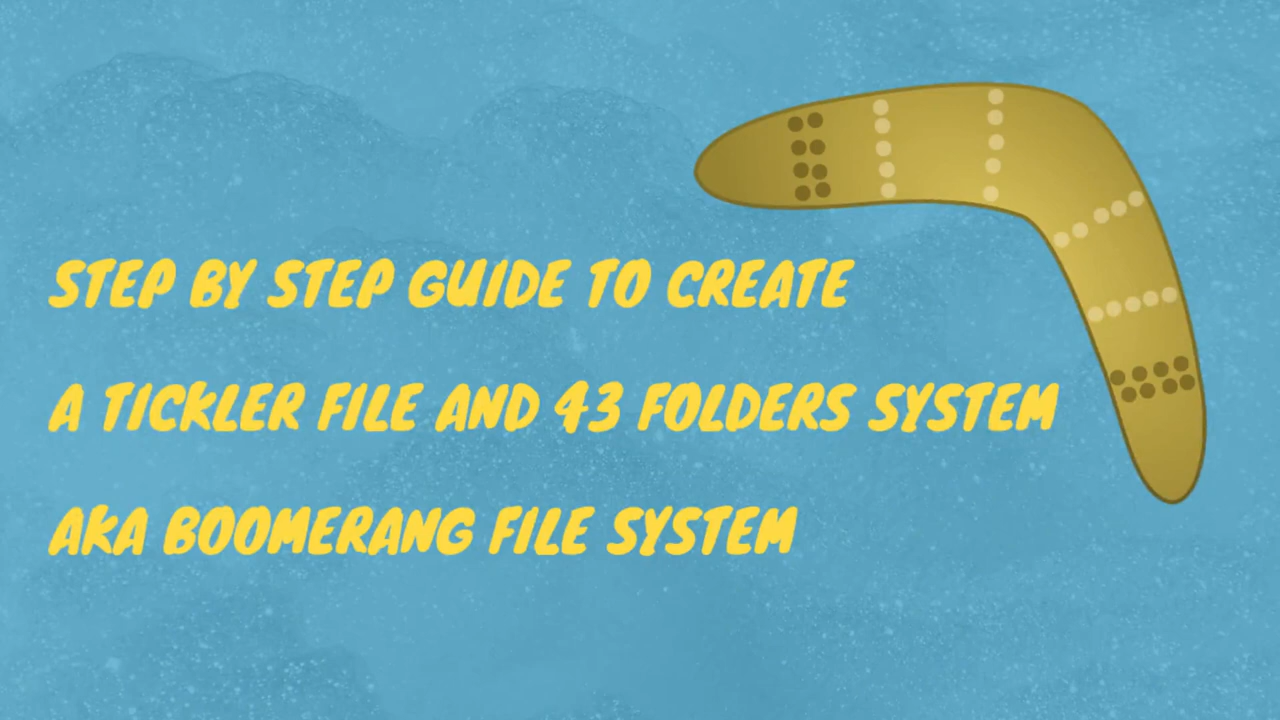 STEP BY STEP GUIDE TO CREATE
A TICKLER FILE AND 43 FOLDERS SYSTEM
AKA BOOMERANG FILE SYSTEM